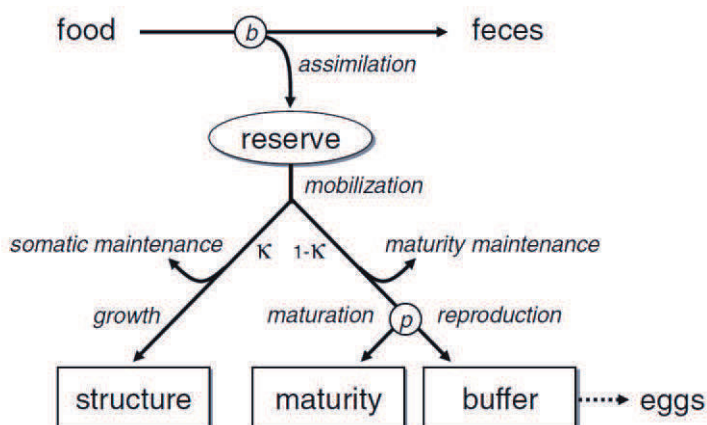 food
b
feces
assimilation
reserve
mobilization
somatic maintenance
κ
1-κ
maturity maintenance
growth
maturation
p
reproduction
structure
maturity
buffer
eggs